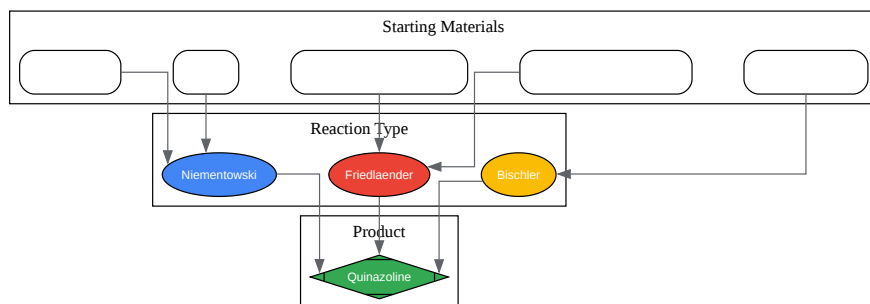 Starting Materials
Reaction Type
Niementowski
Friedlaender
Bischler
Product
Quinazoline